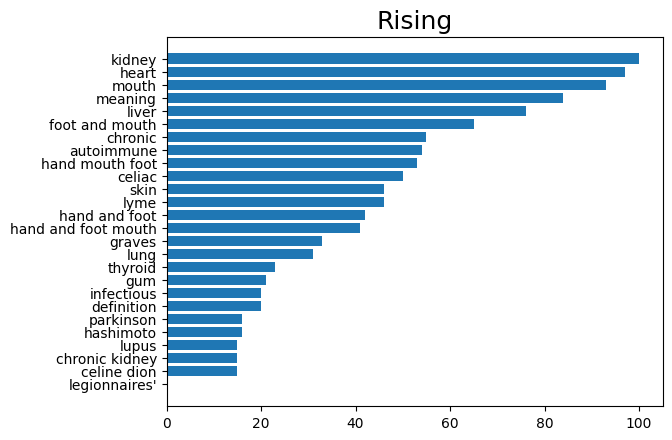 Rising
kidney
heart
mouth
meaning
liver
foot and mouth
chronic
autoimmune
hand mouth foot
celiac
skin
lyme
hand and foot
hand and foot mouth
graves
lung
thyroid
gum
infectious
definition
parkinson
hashimoto
lupus
chronic kidney
celine dion
legionnaires'
0 20 40 60 80 100